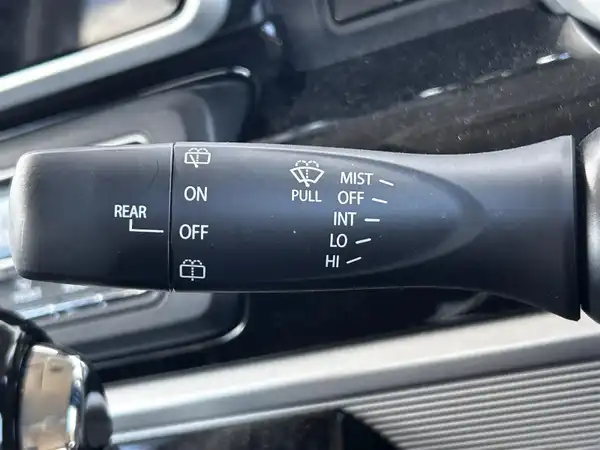 REAR
ON
OFF
PULL
MIST
OFF
INT
LO
HI